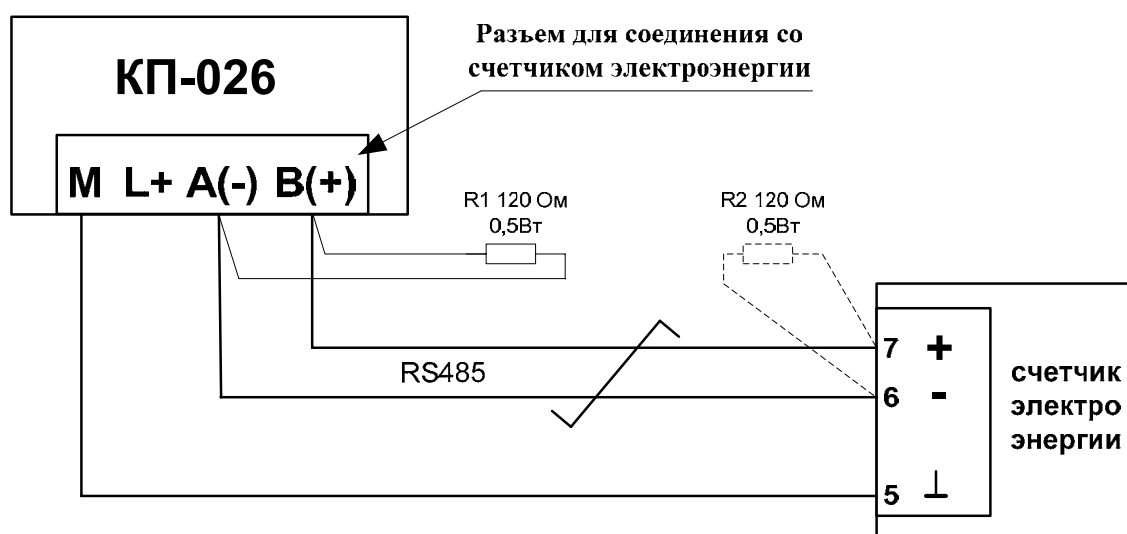 Разъем для соединения со
счетчиком электроэнергии
КП-026
M L+ A(-) B(+)
R1 120 Ом
0,5Вт
R2 120 Ом
0,5Вт
RS485
7 +
6 -
5 ⊥
счетчик
электро
энергии